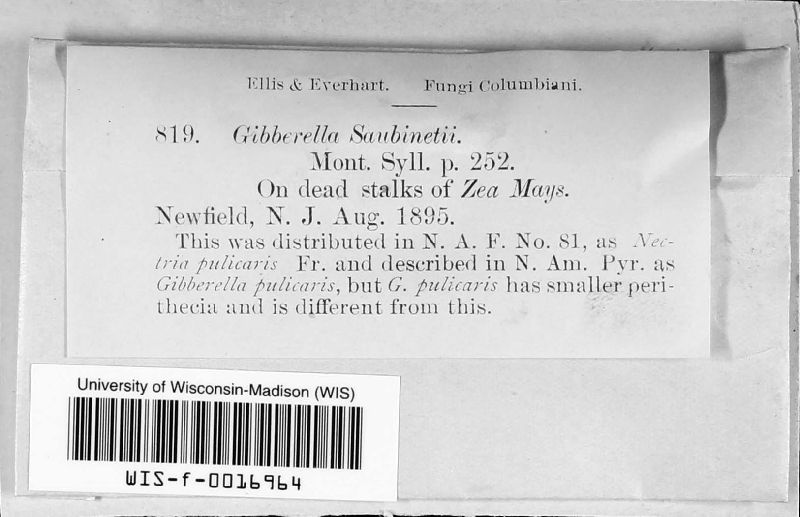 Ellis & Everhart. Fungi Columbiani.
819. Gibberella Saubinetii.
Mont. Syll. p. 252.
On dead stalks of Zea Mays.
Newfield, N. J. Aug. 1895.
This was distributed in N. A. F. No. 81, as Nec-
tria pulicaris Fr. and described in N. Am. Pyr. as
Gibberella pulicaris, but G. pulicaris has smaller peri-
thecia and is different from this.
University of Wisconsin-Madison (WIS)
WIS-f-0016964